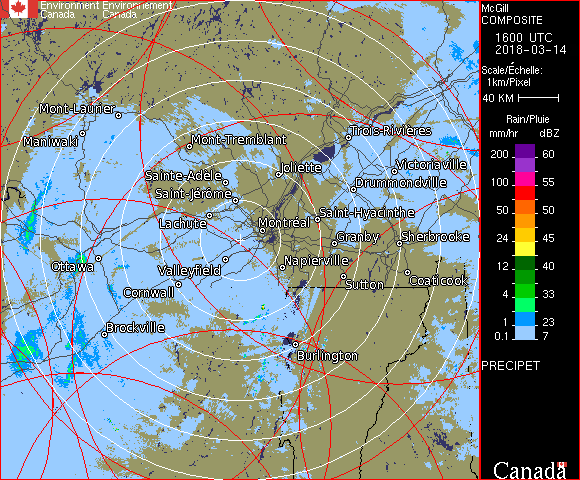 Environment Environnement
Canada Canada
McGill
COMPOSITE
1600 UTC
2018-03-14
Scale/Échelle:
1km/Pixel
40 KM
Rain/Pluie
mm/hr dBZ
200 60
100 55
50 50
24 45
12 40
4 33
1 23
0.1 7
PRECIPET
Canada
Mont-Laurier
Maniwaki
Mont-Tremblant
Trois-Rivières
Sainte-Adèle
Joliette
Victoriaville
Saint-Jérôme
Drummondville
Lachute
Montréal
Saint-Hyacinthe
Granby
Sherbrooke
Ottawa
Valleyfield
Napierville
Cornwall
Sutton
Coaticook
Brockville
Burlington